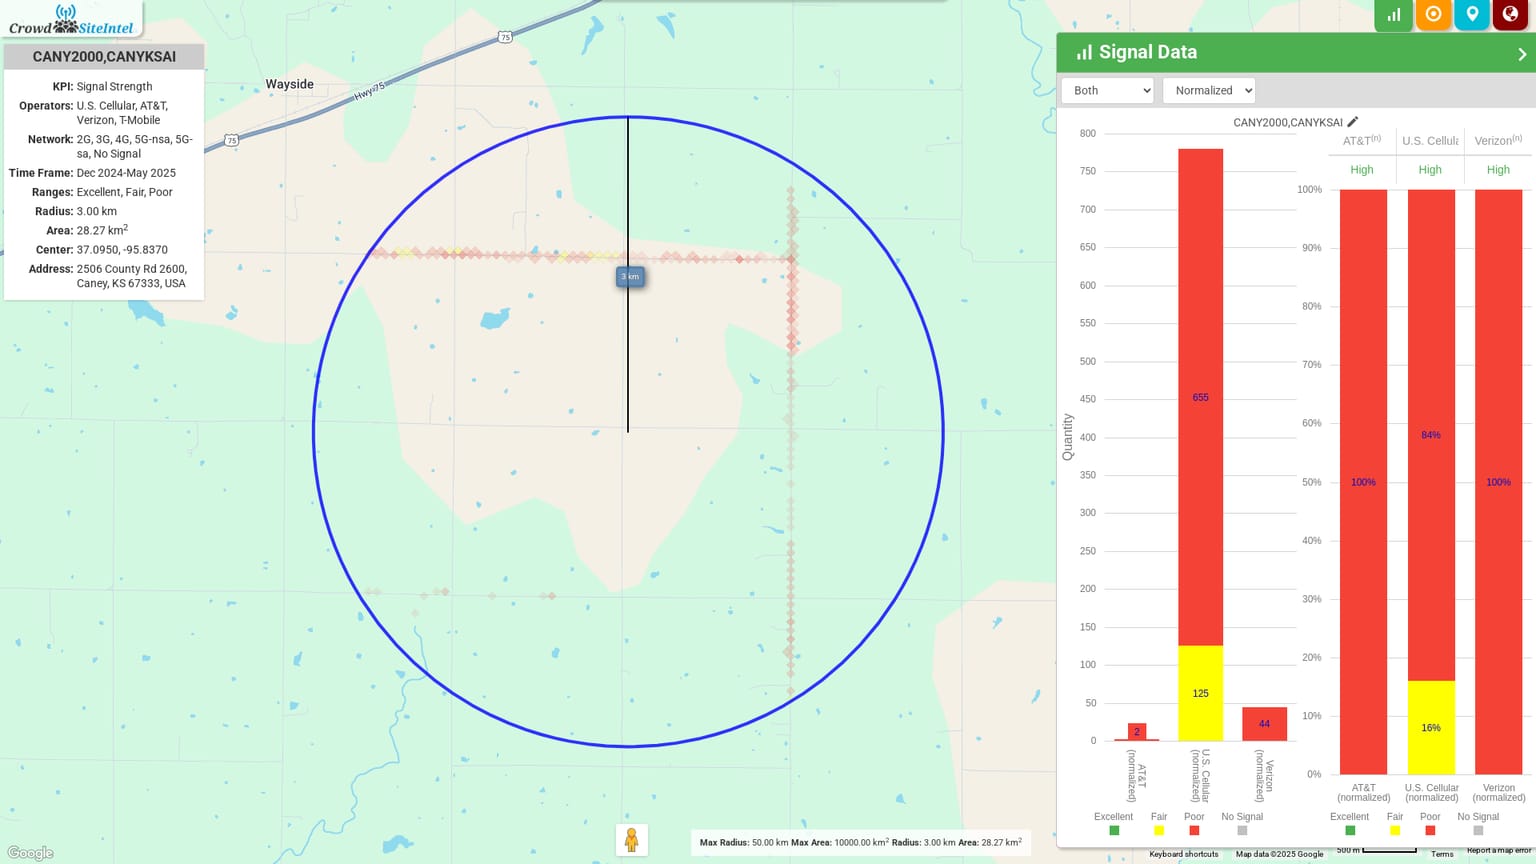 Crowd SiteIntel
CANY2000,CANYKSAI
KPI: Signal Strength
Operators: U.S. Cellular, AT&T,
Verizon, T-Mobile
Network: 2G, 3G, 4G, 5G-nsa, 5G-
sa, No Signal
Time Frame: Dec 2024-May 2025
Ranges: Excellent, Fair, Poor
Radius: 3.00 km
Area: 28.27 km²
Center: 37.0950, -95.8370
Address: 2506 County Rd 2600,
Caney, KS 67333, USA
Wayside
Hwy 75
75
75
3 km
Google
Max Radius: 50.00 km Max Area: 10000.00 km² Radius: 3.00 km Area: 28.27 km²
Signal Data
Both
Normalized
CANY2000,CANYKSAI
Quantity
800
750
700
650
600
550
500
450
400
350
300
250
200
150
100
50
0
655
125
2
44
AT&T
(normalized)
U.S. Cellular
(normalized)
Verizon
(normalized)
Excellent
Fair
Poor
No Signal
AT&T(n)
U.S. Cellula
Verizon(n)
High
High
High
100%
90%
80%
70%
60%
50%
40%
30%
20%
10%
0%
100%
84%
16%
100%
AT&T
(normalized)
U.S. Cellular
(normalized)
Verizon
(normalized)
Excellent
Fair
Poor
No Signal
Keyboard shortcuts
Map data ©2025 Google
500 m
Terms
Report a map error